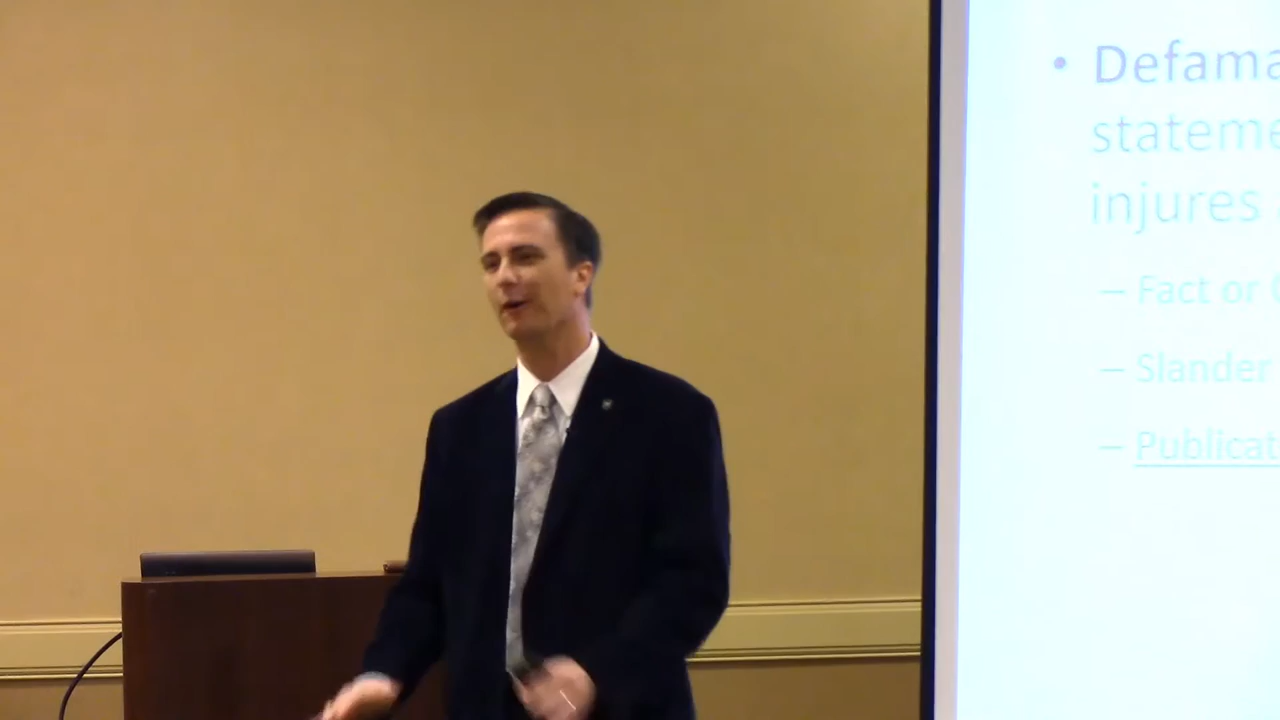 • Defama
stateme
injures
– Fact or
– Slander
– Publicat